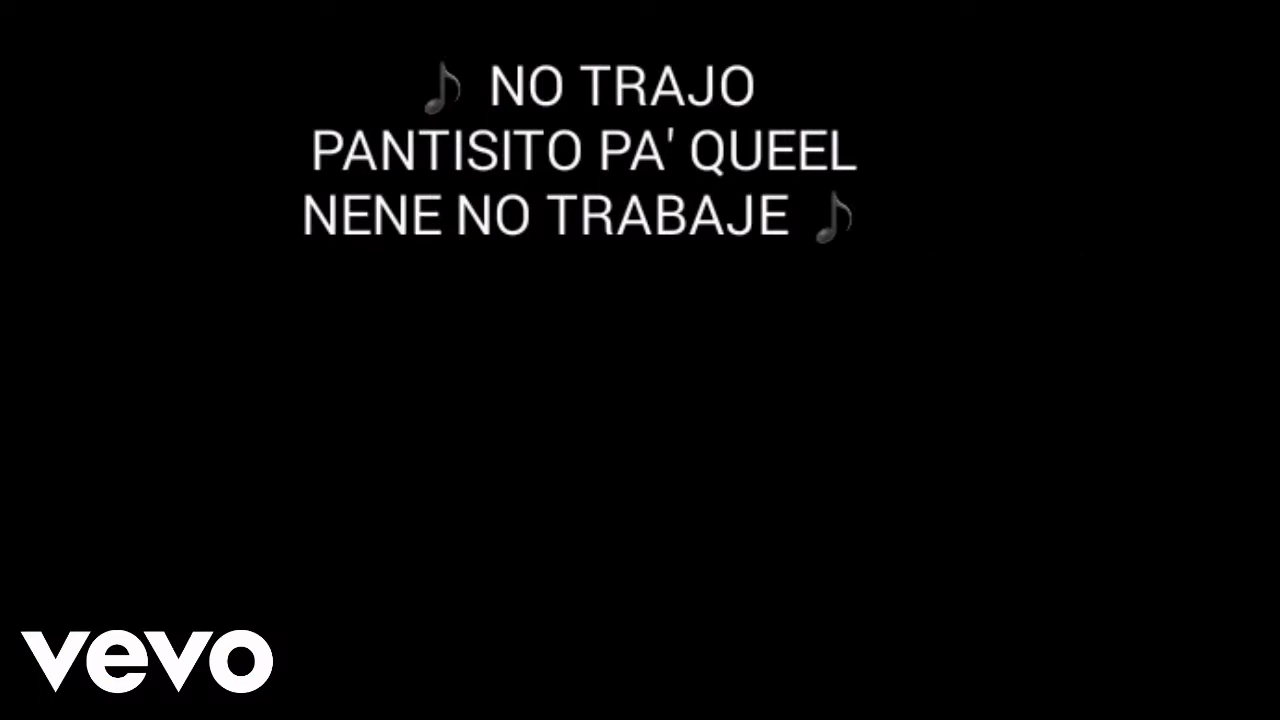 ♪ NO TRAJO
PANTISITO PA' QUEEL
NENE NO TRABAJE ♪
vevo